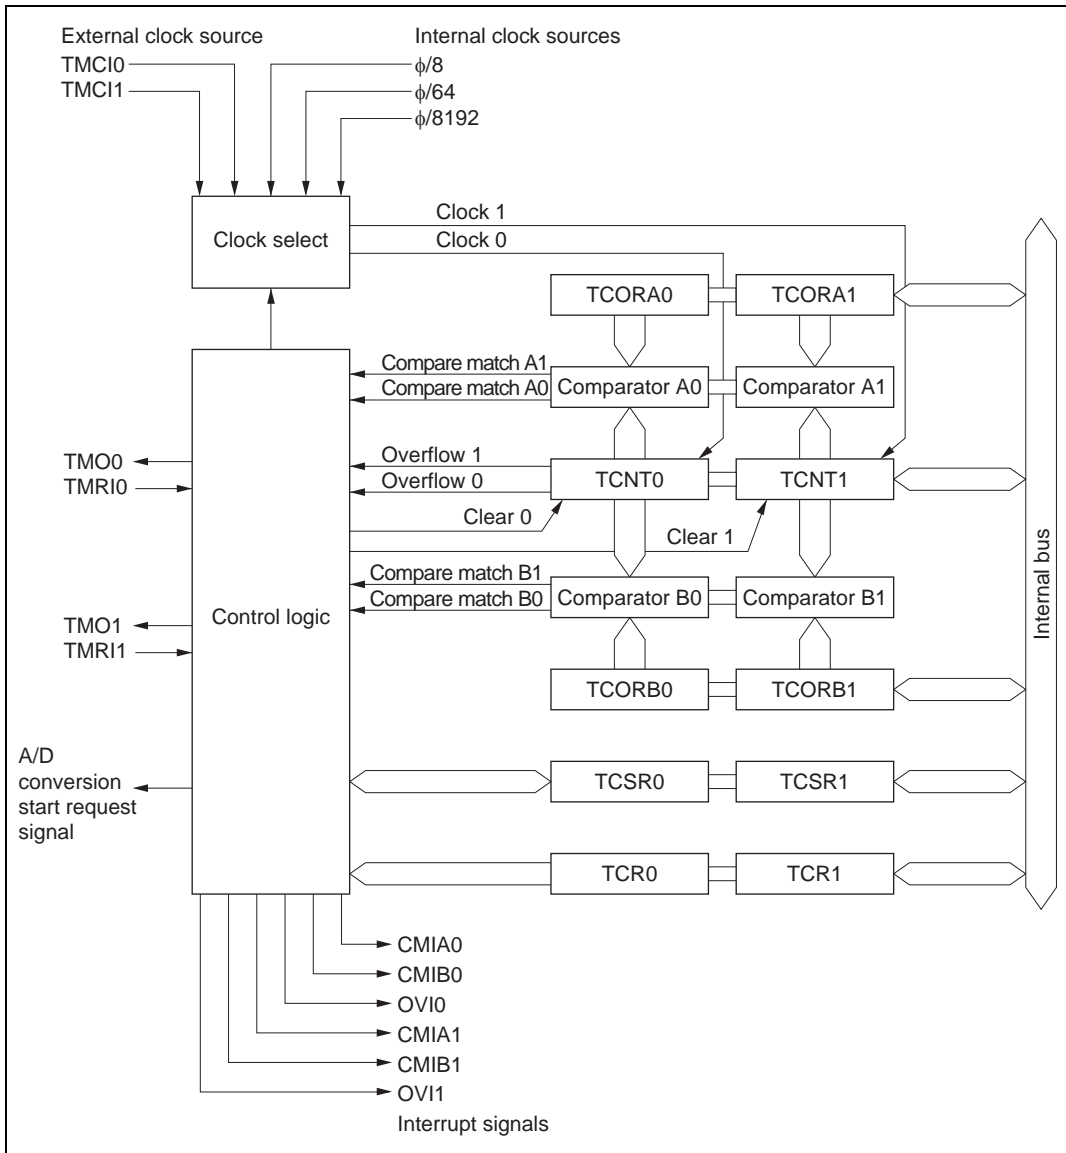 External clock source
Internal clock sources
TMCI0
ϕ/8
TMCI1
ϕ/64
ϕ/8192
Clock select
Clock 1
Clock 0
TCORA0
TCORA1
Compare match A1
Compare match A0
Comparator A0
Comparator A1
TMO0
TMRI0
Overflow 1
Overflow 0
TCNT0
TCNT1
Clear 0
Clear 1
Compare match B1
Compare match B0
Comparator B0
Comparator B1
Control logic
TMO1
TMRI1
TCORB0
TCORB1
Internal bus
A/D
conversion
start request
signal
TCSR0
TCSR1
TCR0
TCR1
CMIA0
CMIB0
OVI0
CMIA1
CMIB1
OVI1
Interrupt signals